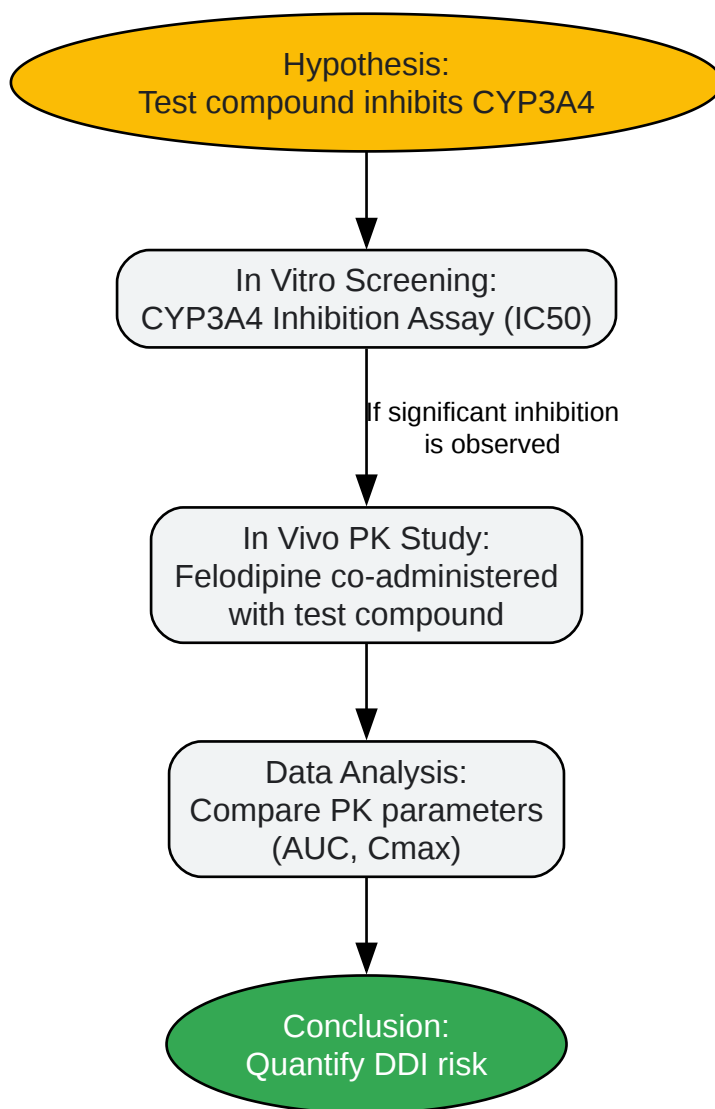 Hypothesis:
Test compound inhibits CYP3A4
In Vitro Screening:
CYP3A4 Inhibition Assay (IC50)
If significant inhibition
is observed
In Vivo PK Study:
Felodipine co-administered
with test compound
Data Analysis:
Compare PK parameters
(AUC, Cmax)
Conclusion:
Quantify DDI risk